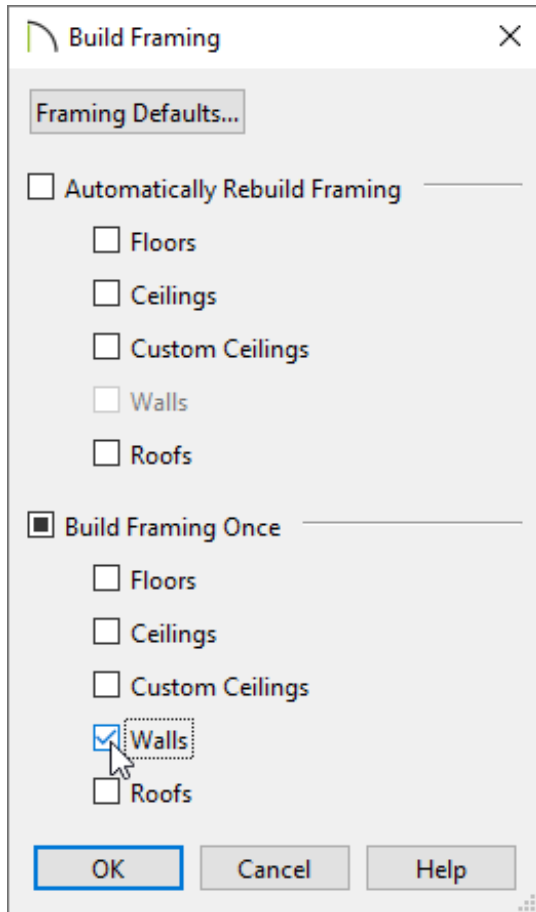 Build Framing
Framing Defaults...
Automatically Rebuild Framing
Floors
Ceilings
Custom Ceilings
Walls
Roofs
Build Framing Once
Floors
Ceilings
Custom Ceilings
Walls
Roofs
OK Cancel Help